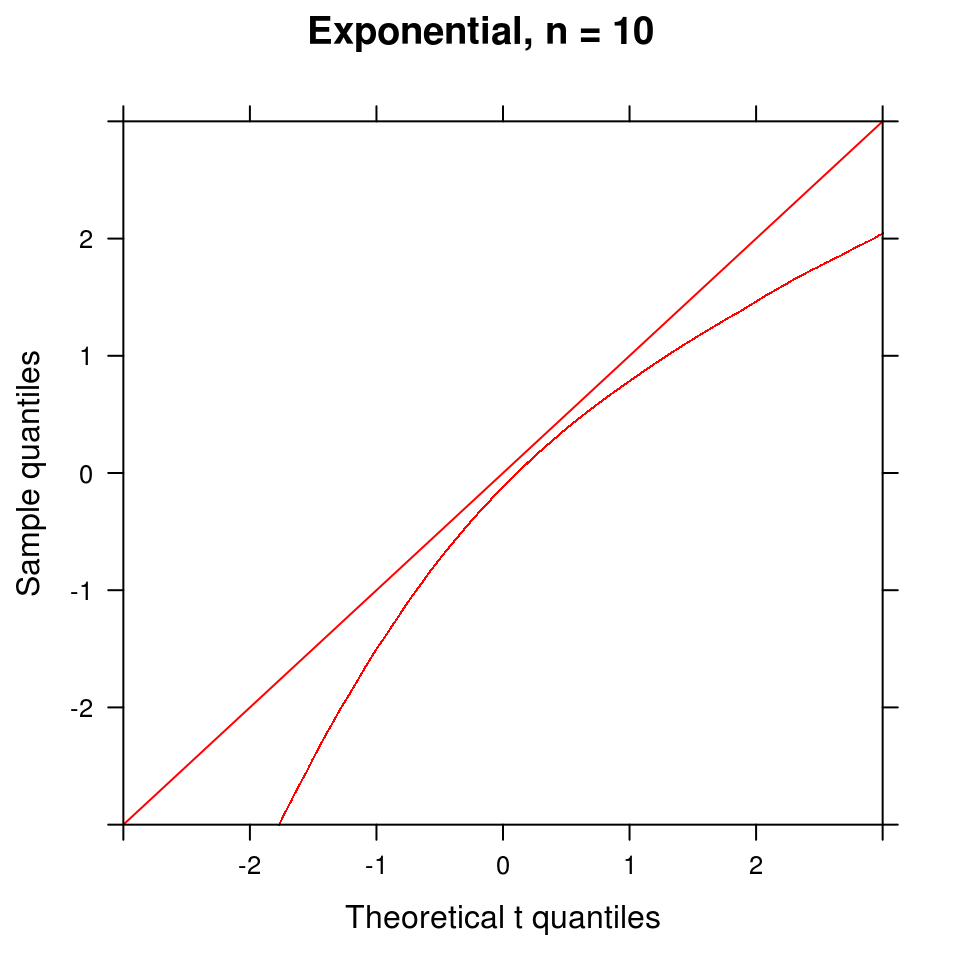 Exponential, n = 10
Sample quantiles
2
1
0
-1
-2
-2 -1 0 1 2
Theoretical t quantiles